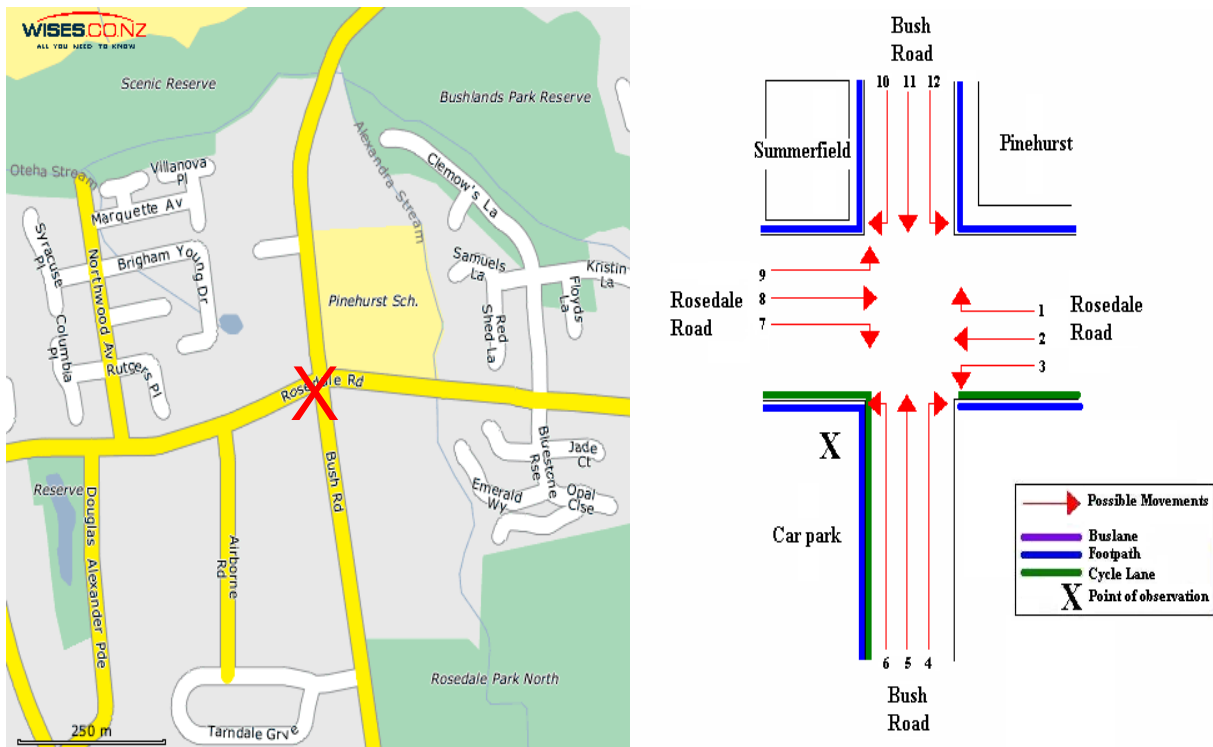 WISES.CO.NZ
ALL YOU NEED TO KNOW
Scenic Reserve
Bushlands Park Reserve
Alexandra Stream
Oteha Stream
Villanova
Pl
Marquette Av
Clemow's La
Syracuse
Pl
Northwood Av
Brigham Young Dr
Samuels
La
Kristin
La
Floyds
La
Red
Shed-La
Pinehurst Sch.
Columbia
Pl
Rutgers Pl
Rosedale Rd
X
Bush Rd
Bluestone
Rse
Jade
Ct
Emerald
Wy
Opal
Clse
Reserve
Douglas Alexander Pde
Airborne
Rd
Rosedale Park North
Tarndale Grve
250 m
Bush
Road
10 11 12
Summerfield
Pinehurst
9
8
7
Rosedale
Road
1
2
3
Rosedale
Road
X
Car park
6 5 4
Bush
Road
Possible Movements
Buslane
Footpath
Cycle Lane
X Point of observation